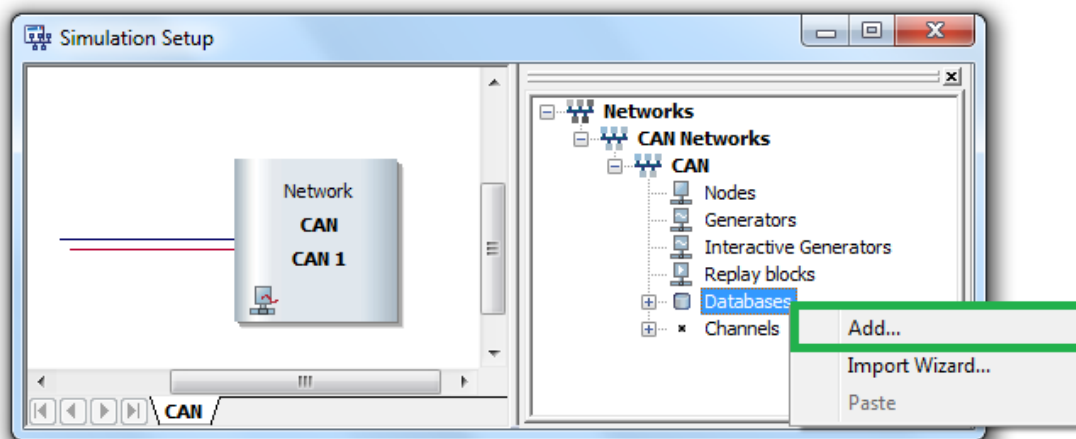 Simulation Setup
Network
CAN
CAN 1
CAN
Networks
CAN Networks
CAN
Nodes
Generators
Interactive Generators
Replay blocks
Databases
Channels
Add...
Import Wizard...
Paste